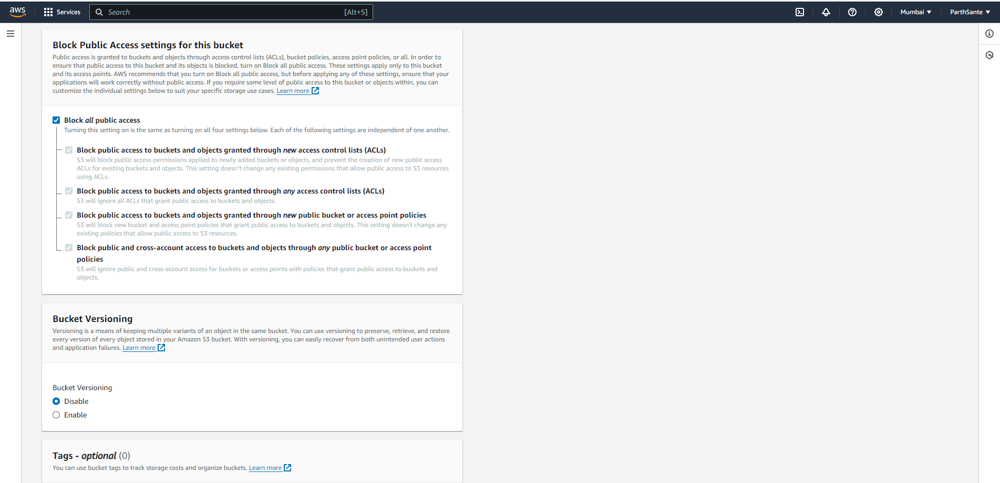 aws Services Search [Alt+S] Mumbai ▼ ParthSante ▼
Block Public Access settings for this bucket
Public access is granted to buckets and objects through access control lists (ACLs), bucket policies, access point policies, or all. In order to
ensure that public access to this bucket and its objects is blocked, turn on Block all public access. These settings apply only to this bucket
and its access points. AWS recommends that you turn on Block all public access, but before applying any of these settings, ensure that your
applications will work correctly without public access. If you require some level of public access to this bucket or objects within, you can
customize the individual settings below to suit your specific storage use cases. Learn more
Block all public access
Turning this setting on is the same as turning on all four settings below. Each of the following settings are independent of one another.
Block public access to buckets and objects granted through new access control lists (ACLs)
S3 will block public access permissions applied to newly added buckets or objects, and prevent the creation of new public access
ACLs for existing buckets and objects. This setting doesn't change any existing permissions that allow public access to S3 resources
using ACLs.
Block public access to buckets and objects granted through any access control lists (ACLs)
S3 will ignore all ACLs that grant public access to buckets and objects.
Block public access to buckets and objects granted through new public bucket or access point policies
S3 will block new bucket and access point policies that grant public access to buckets and objects. This setting doesn't change any
existing policies that allow public access to S3 resources.
Block public and cross-account access to buckets and objects through any public bucket or access point
policies
S3 will ignore public and cross-account access for buckets or access points with policies that grant public access to buckets and
objects.
Bucket Versioning
Versioning is a means of keeping multiple variants of an object in the same bucket. You can use versioning to preserve, retrieve, and restore
every version of every object stored in your Amazon S3 bucket. With versioning, you can easily recover from both unintended user actions
and application failures. Learn more
Bucket Versioning
Disable
Enable
Tags - optional (0)
You can use bucket tags to track storage costs and organize buckets. Learn more